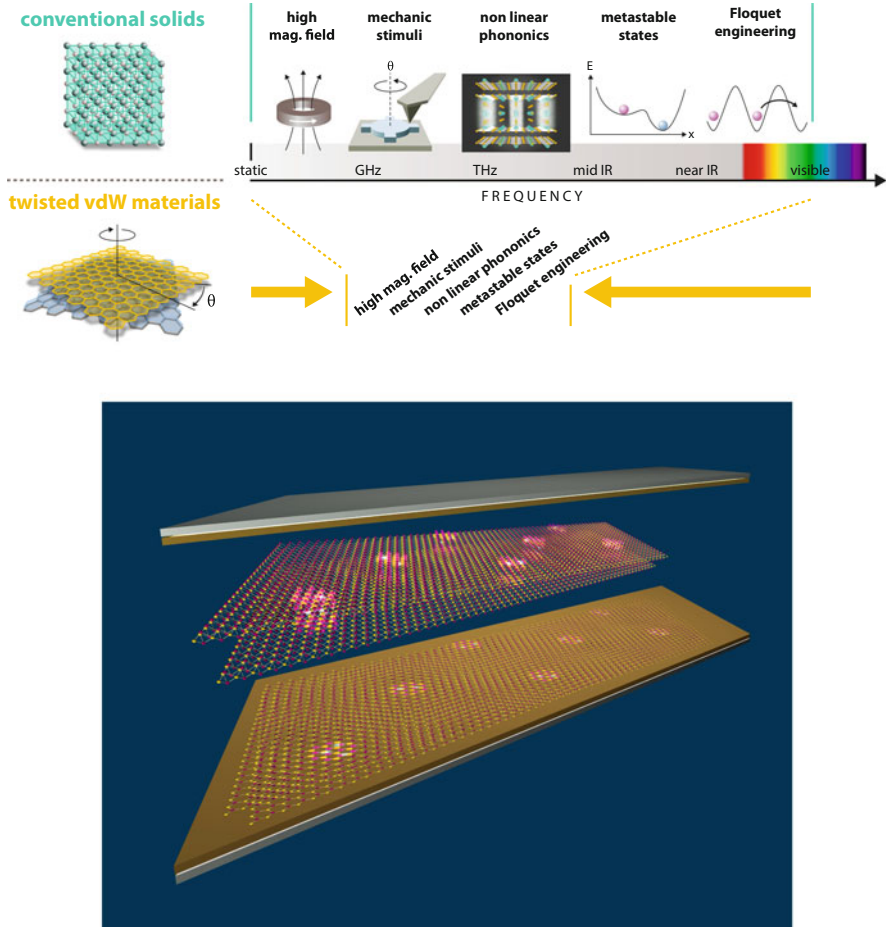 conventional solids
high
mag. field
mechanic
stimuli
non linear
phononics
metastable
states
Floquet
engineering
θ
E
x
static
GHz
THz
mid IR
near IR
visible
FREQUENCY
twisted vdW materials
θ
high mag. field
mechanic stimuli
non linear phononics
metastable states
Floquet engineering